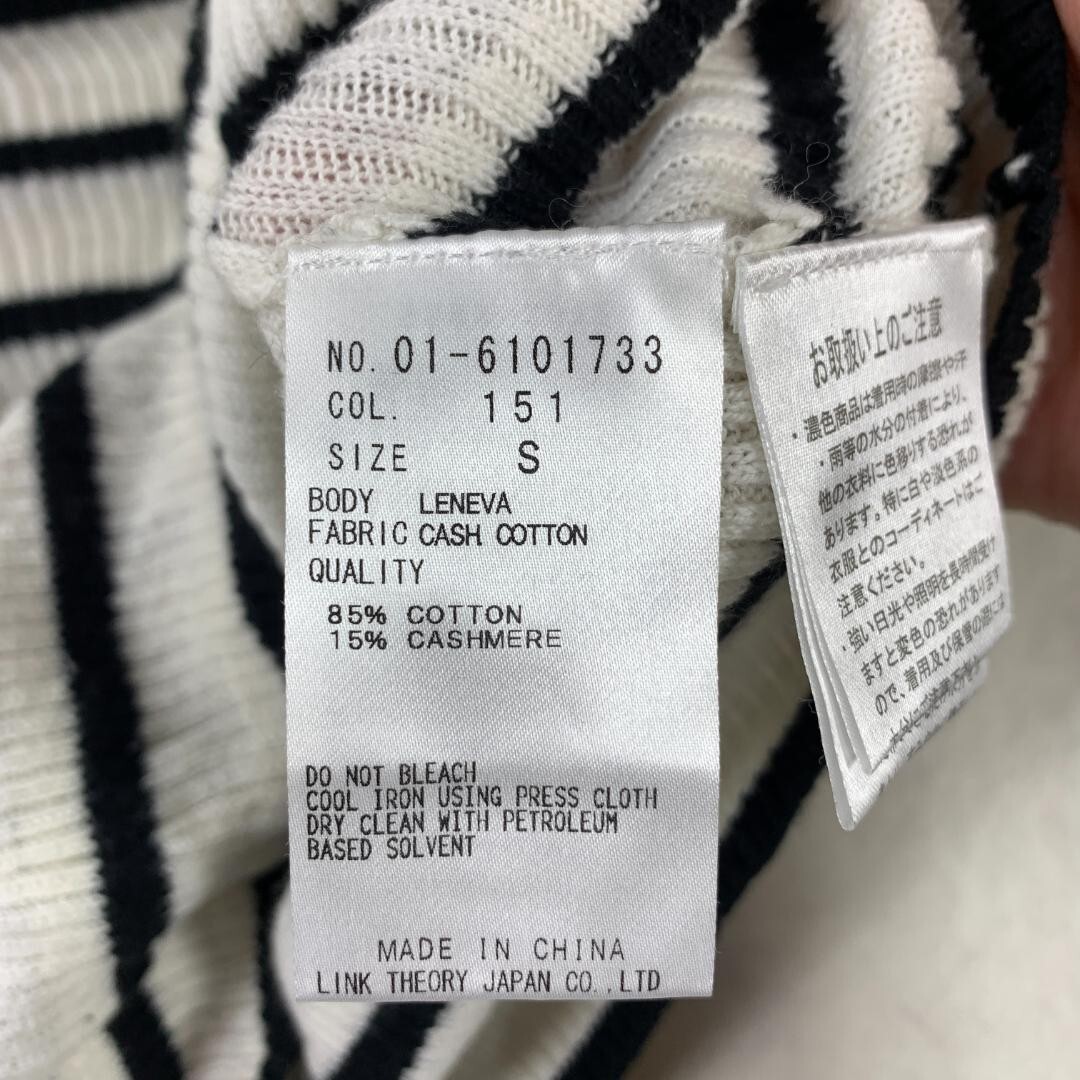 NO. 01-6101733
COL. 151
SIZE S
BODY LENEVA
FABRIC CASH COTTON
QUALITY
85% COTTON
15% CASHMERE
DO NOT BLEACH
COOL IRON USING PRESS CLOTH
DRY CLEAN WITH PETROLEUM
BASED SOLVENT
MADE IN CHINA
LINK THEORY JAPAN CO.,LTD
お取扱い上のご注意
・濃色商品は着用時の摩擦や汗
・雨等の水分の付着により、
他の衣料に色移りする恐れが
あります。特に白や淡色系の
衣服とのコーディネートはご
注意ください。
・強い日光や照明を長時間受け
ますと変色の恐れがあります
ので、着用及び保管の際には